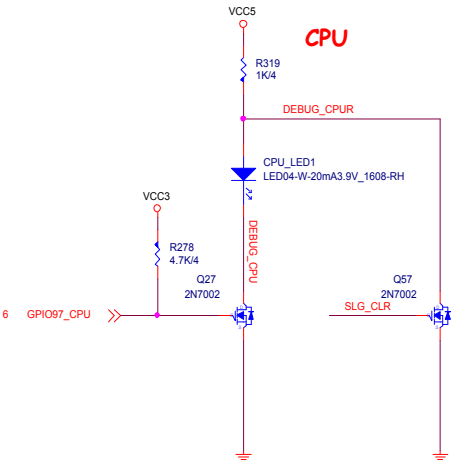 VCC5
CPU
R319
1K/4
DEBUG_CPUR
CPU_LED1
LED04-W-20mA3.9V_1608-RH
VCC3
DEBUG_CPU
R278
4.7K/4
Q27
2N7002
Q57
2N7002
6 GPIO97_CPU
SLG_CLR